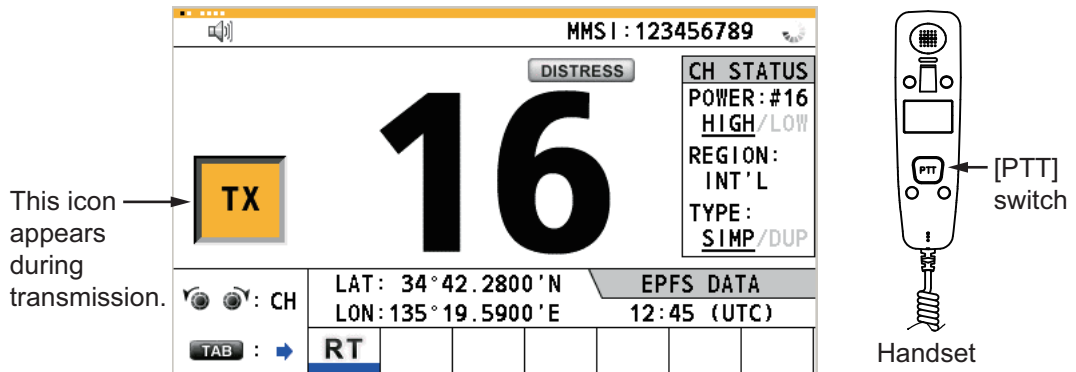 MMSI:123456789
DISTRESS
16
CH STATUS
POWER:#16
HIGH/LOW
REGION:
INT'L
TYPE:
SIMP/DUP
TX
This icon
appears
during
transmission.
: CH
LAT: 34°42.2800'N
LON:135°19.5900'E
EPFS DATA
12:45 (UTC)
TAB :
RT
PTT
[PTT]
switch
Handset